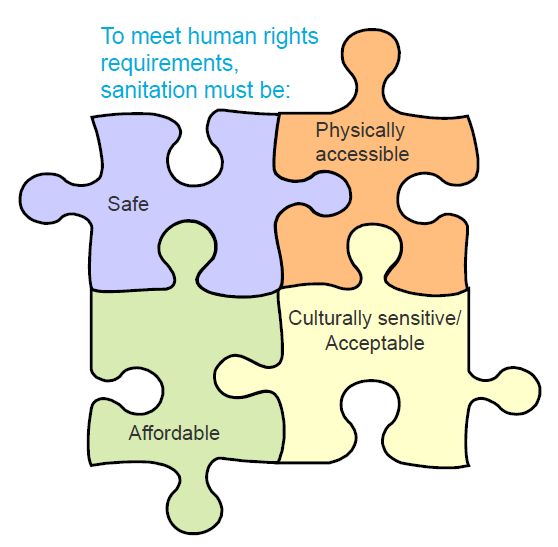 To meet human rights
requirements,
sanitation must be:
Physically
accessible
Safe
Culturally sensitive/
Acceptable
Affordable